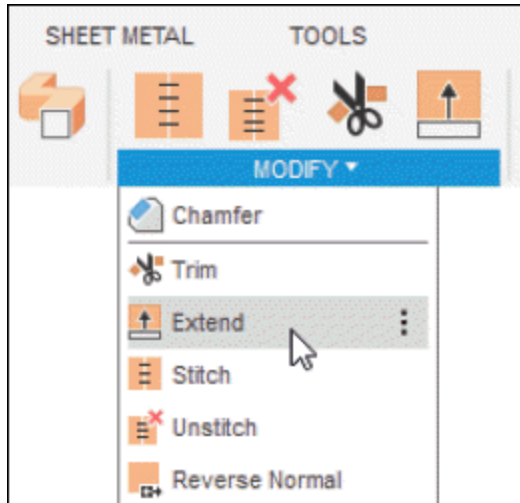 SHEET METAL TOOLS
MODIFY
Chamfer
Trim
Extend
Stitch
Unstitch
Reverse Normal